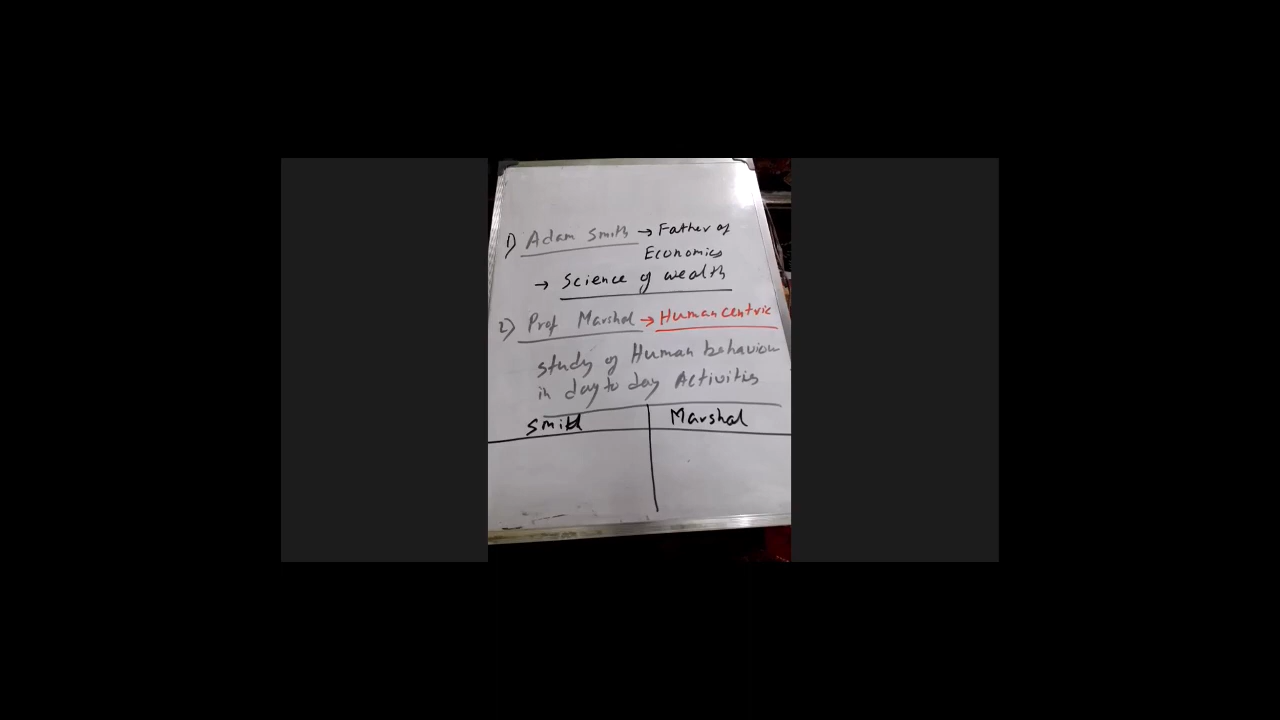 1) Adam Smith → Father of
Economics
→ Science of wealth
2) Prof Marshal → Human centric
study of Human behaviour
in day to day Activities
Smith Marshal